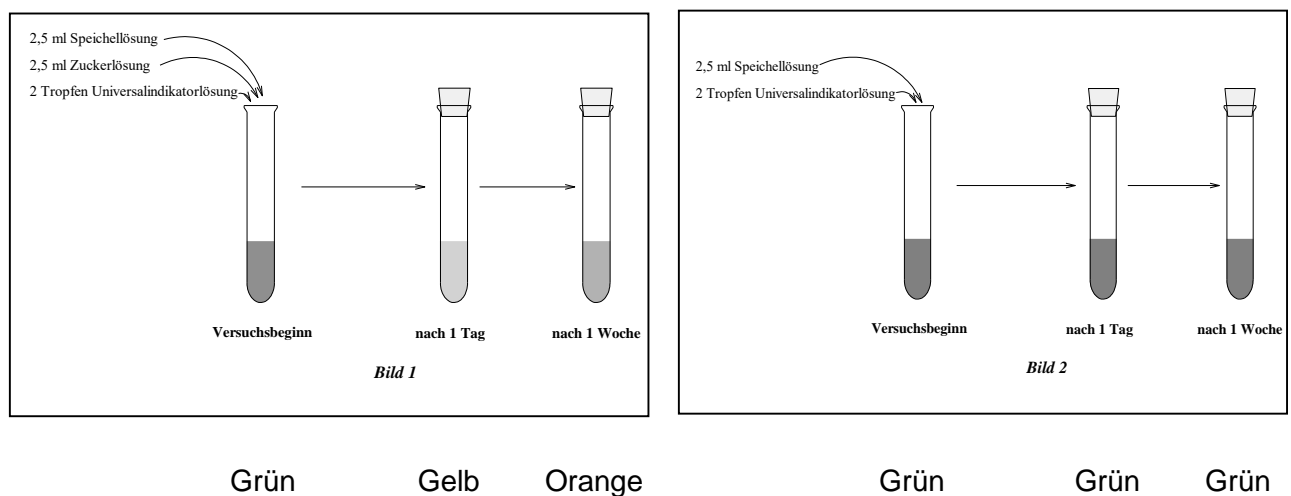 2,5 ml Speichellösung
2,5 ml Zuckerlösung
2 Tropfen Universalindikatorlösung
Versuchsbeginn
nach 1 Tag
nach 1 Woche
Bild 1
2,5 ml Speichellösung
2 Tropfen Universalindikatorlösung
Versuchsbeginn
nach 1 Tag
nach 1 Woche
Bild 2
Grün Gelb Orange
Grün Grün Grün